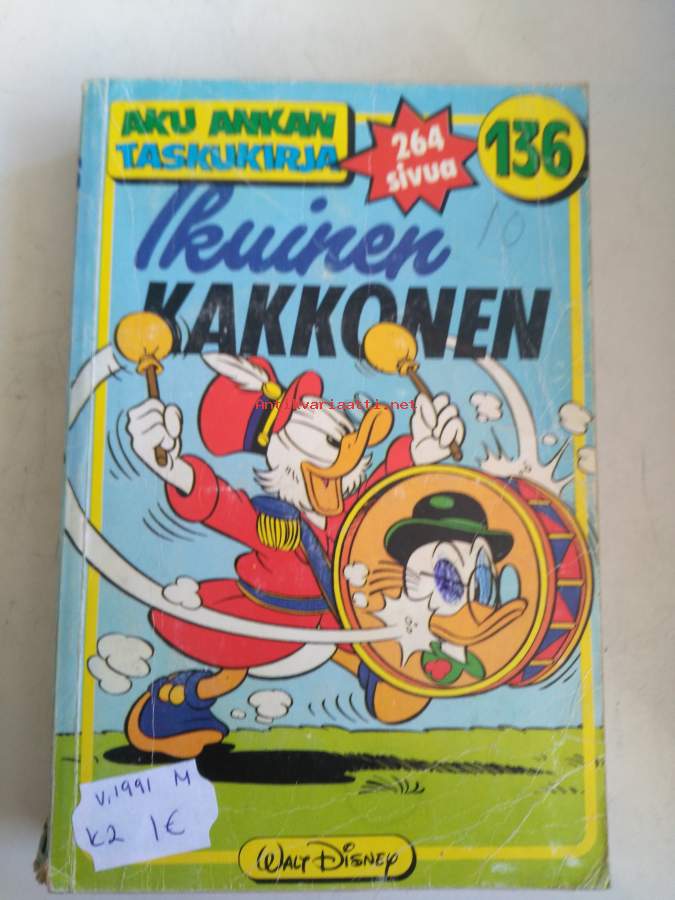 AKU ANKAN
TASKUKIRJA
264
sivua
136
10
Ikuinen
KAKKONEN
Antikvariaatti.net
V.1991 M
K2 1€
WALT DISNEY